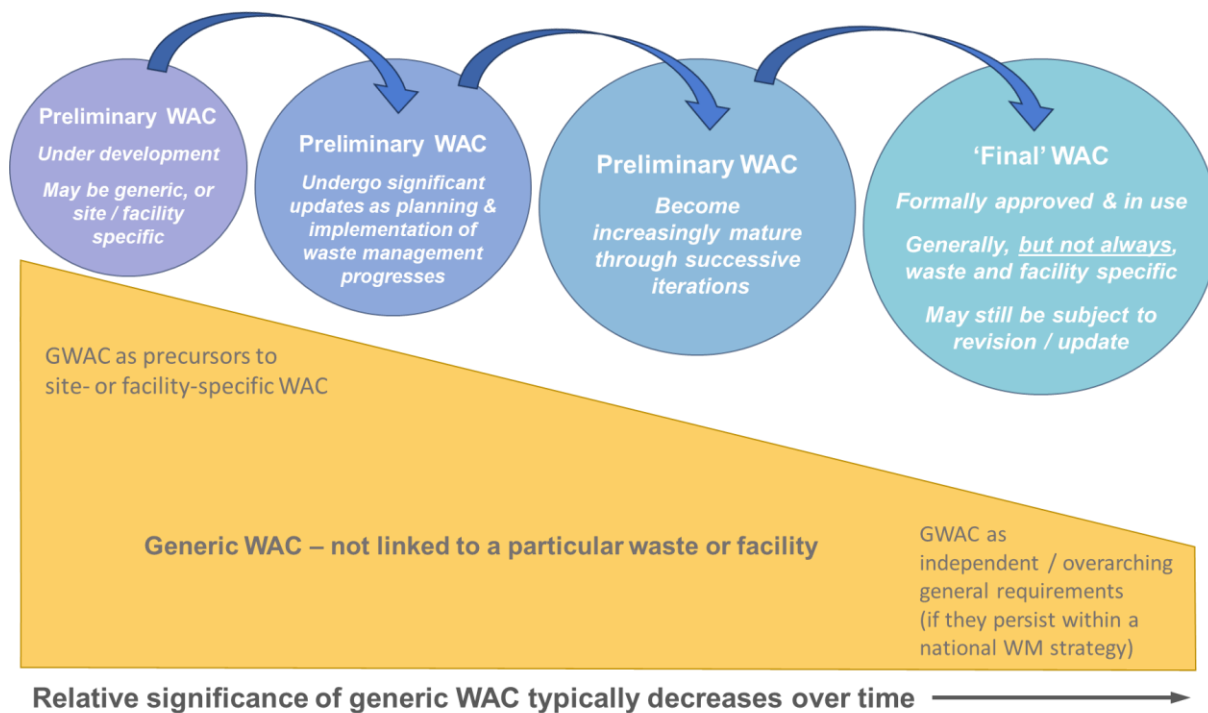 Preliminary WAC
Under development
May be generic, or
site / facility
specific
Preliminary WAC
Undergo significant
updates as planning &
implementation of
waste management
progresses
Preliminary WAC
Become
increasingly mature
through successive
iterations
‘Final’ WAC
Formally approved & in use
Generally, but not always,
waste and facility specific
May still be subject to
revision / update
GWAC as precursors to
site- or facility-specific WAC
Generic WAC – not linked to a particular waste or facility
GWAC as
independent / overarching
general requirements
(if they persist within a
national WM strategy)
Relative significance of generic WAC typically decreases over time